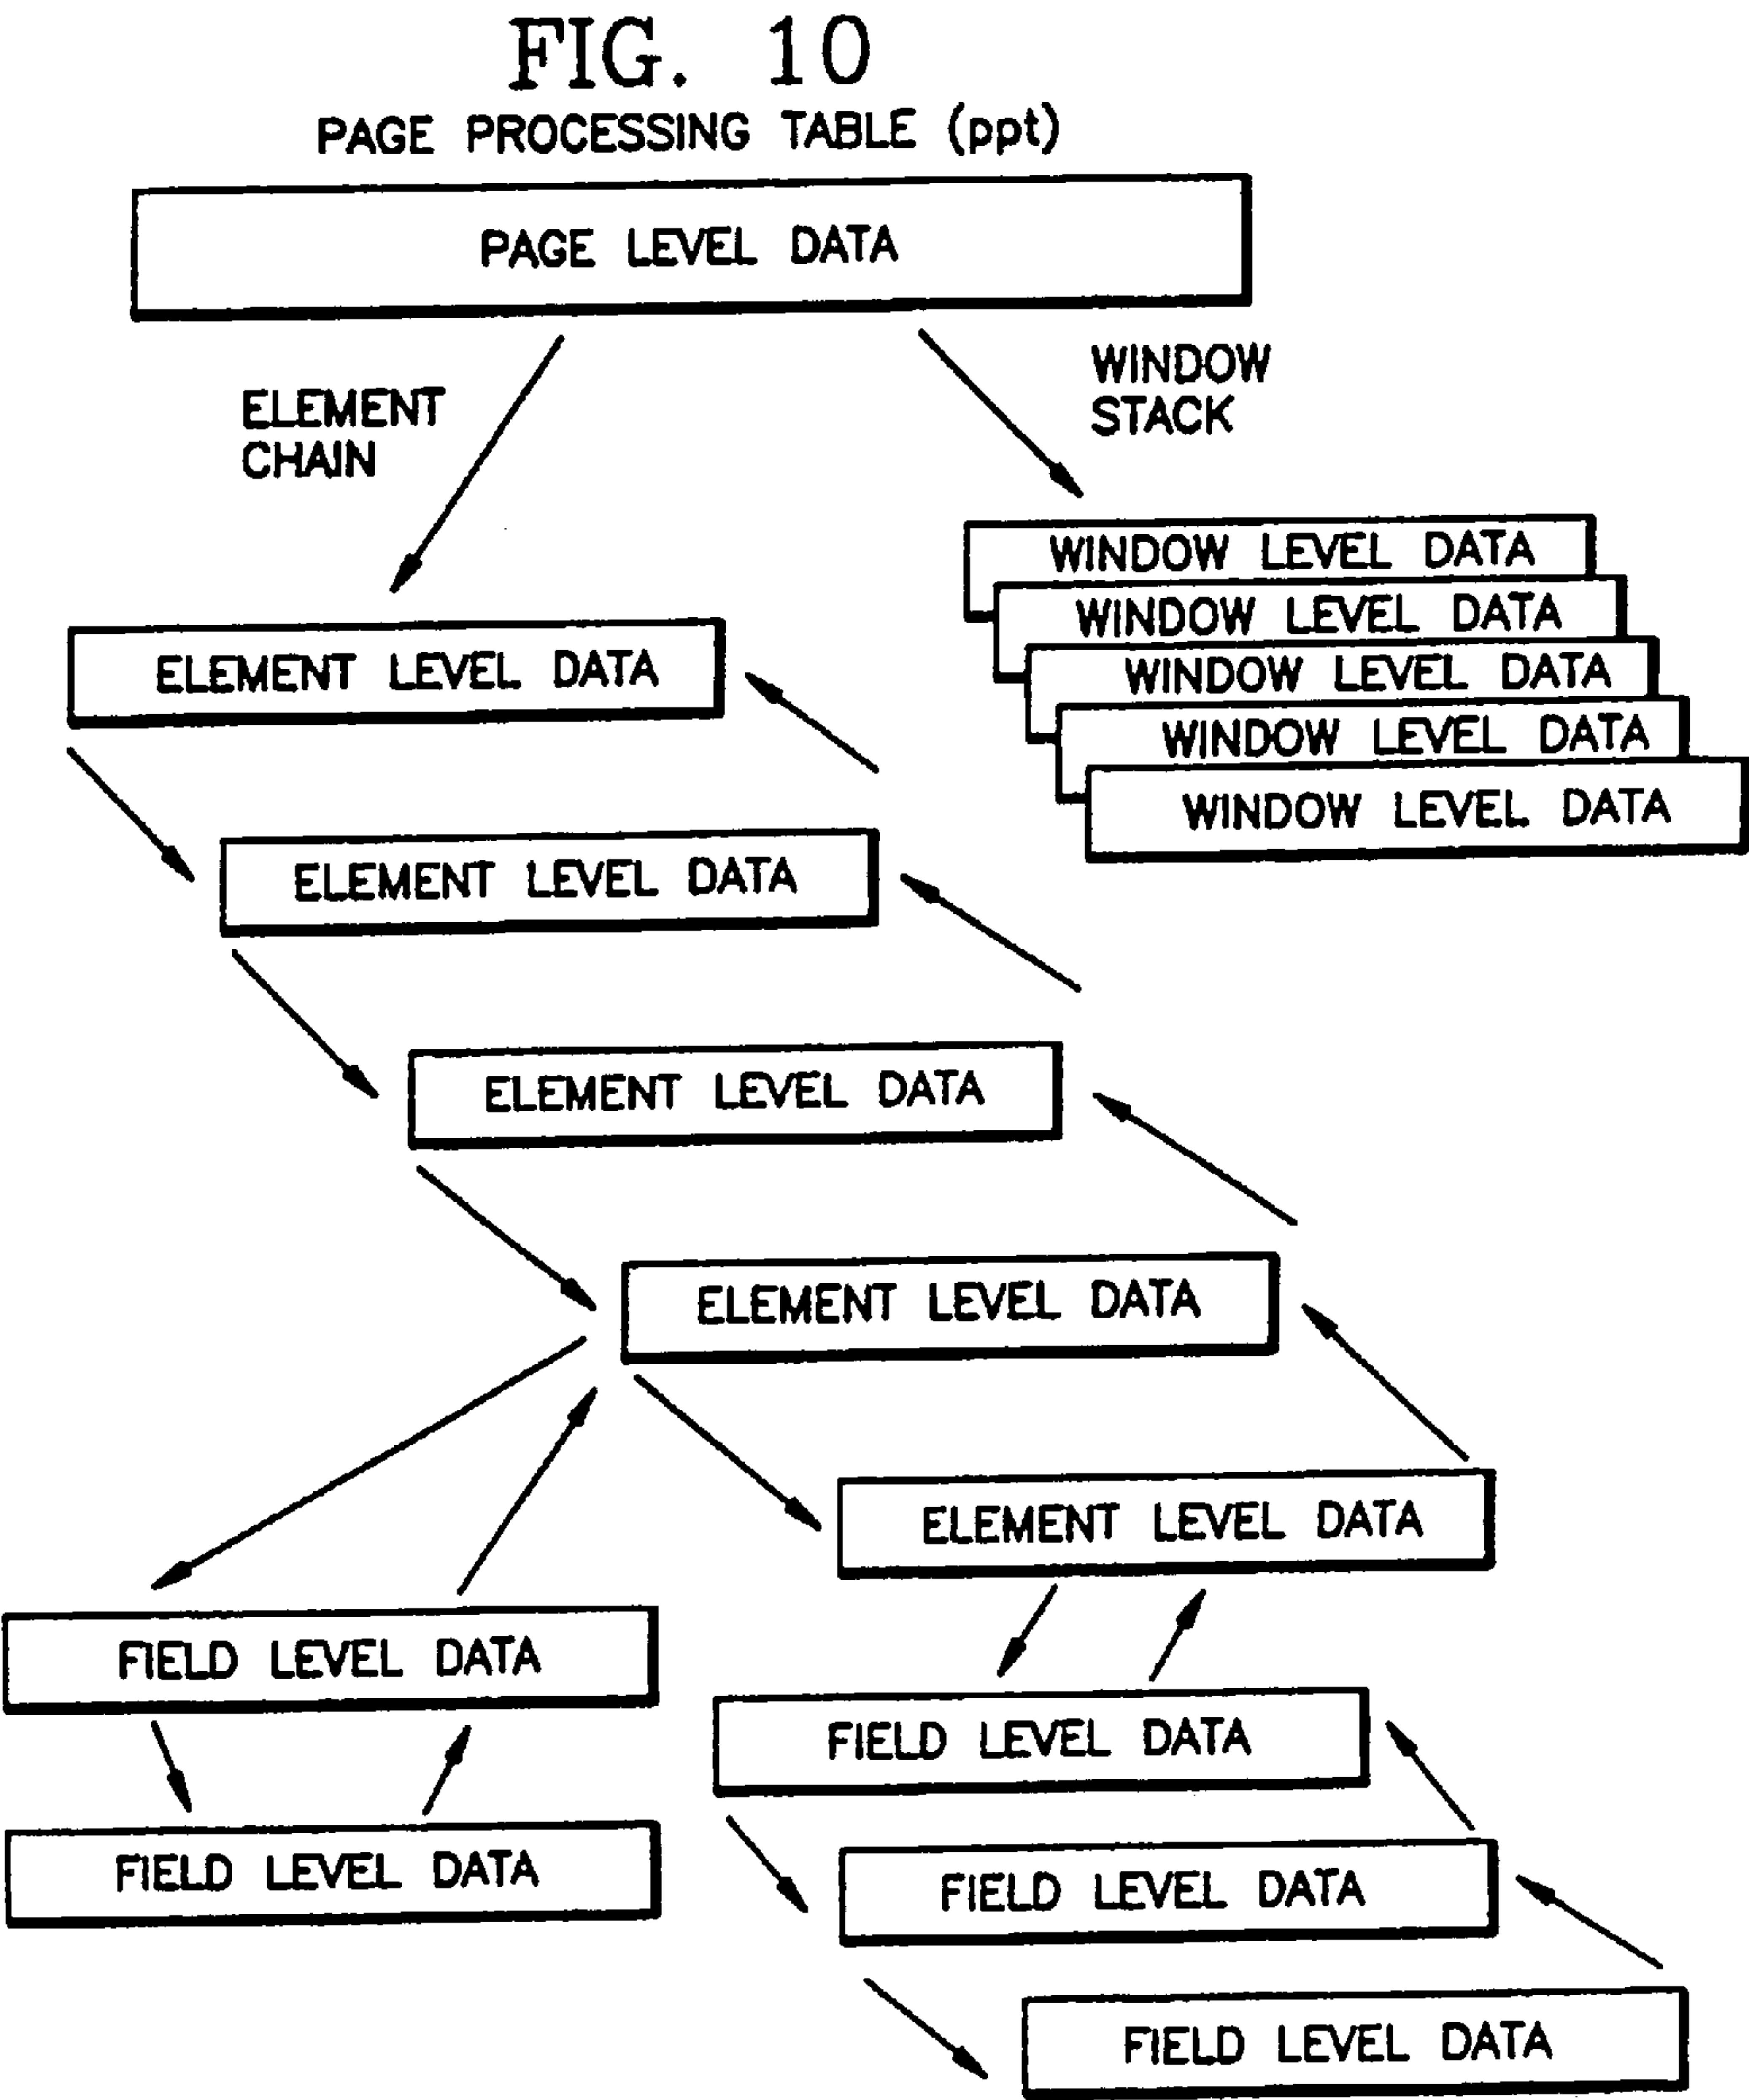 FIG. 10
PAGE PROCESSING TABLE (ppt)
PAGE LEVEL DATA
ELEMENT
CHAIN
WINDOW
STACK
WINDOW LEVEL DATA
WINDOW LEVEL DATA
WINDOW LEVEL DATA
WINDOW LEVEL DATA
WINDOW LEVEL DATA
ELEMENT LEVEL DATA
ELEMENT LEVEL DATA
ELEMENT LEVEL DATA
ELEMENT LEVEL DATA
ELEMENT LEVEL DATA
FIELD LEVEL DATA
FIELD LEVEL DATA
FIELD LEVEL DATA
FIELD LEVEL DATA
FIELD LEVEL DATA